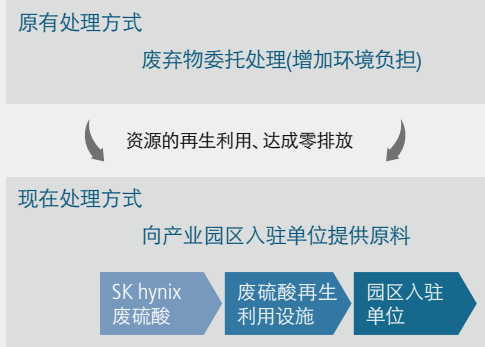 原有处理方式
废弃物委托处理(增加环境负担)
资源的再生利用、达成零排放
现在处理方式
向产业园区入驻单位提供原料
SK hynix
废硫酸
废硫酸再生
利用设施
园区入驻
单位